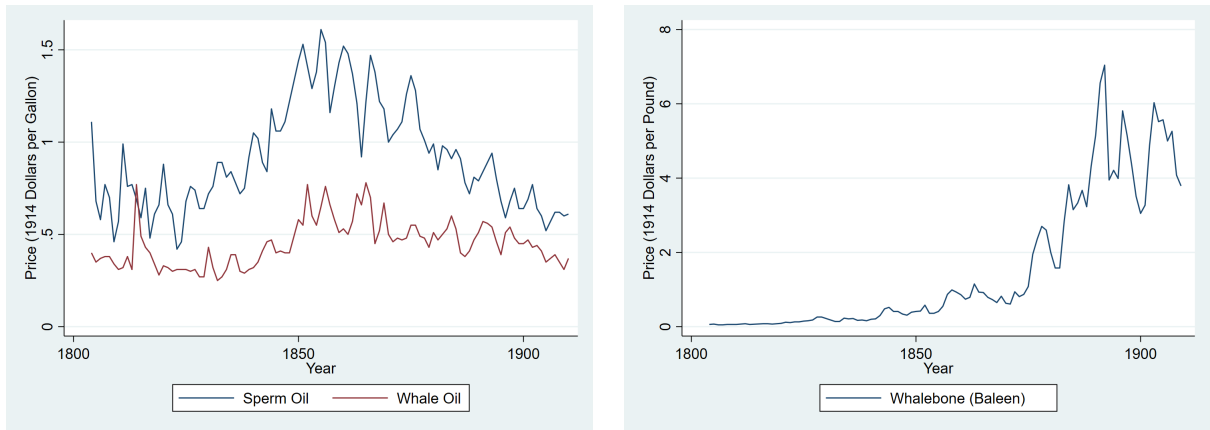 Price (1914 Dollars per Gallon)
1.5
1
.5
0
1800
1850
1900
Year
Sperm Oil
Whale Oil
Price (1914 Dollars per Pound)
8
6
4
2
0
1800
1850
1900
Year
Whalebone (Baleen)